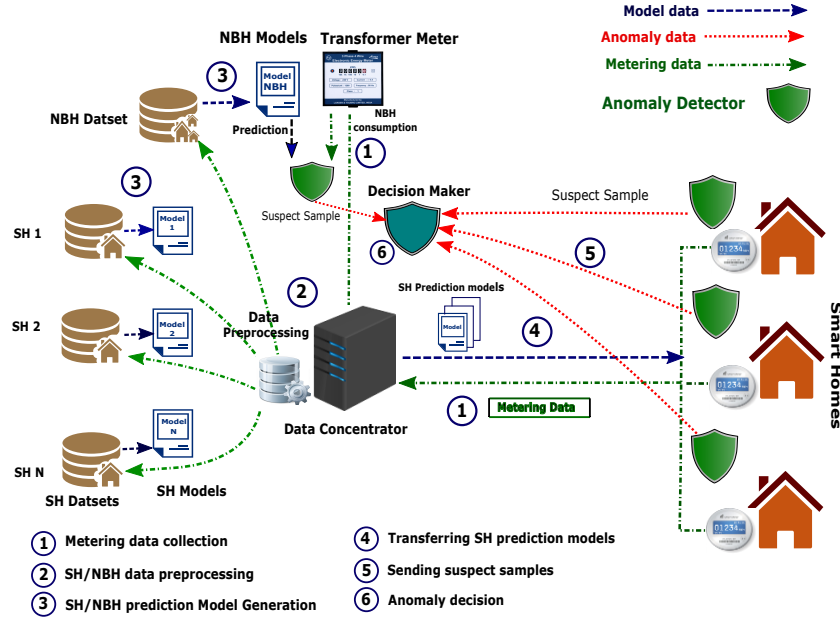 Model data
Anomaly data
Metering data
Anomaly Detector
NBH Models
Transformer Meter
3
Model
NBH
NBH Datset
Prediction
NBH
consumption
1
3
Decision Maker
Suspect Sample
Suspect Sample
Model
1
SH 1
6
5
2
SH Prediction models
Data
Preprocessing
Model
4
SH 2
Model
2
01234
01234
01234
Smart Homes
1
Metering Data
Data Concentrator
Model
N
SH N
SH Datsets
SH Models
1 Metering data collection
2 SH/NBH data preprocessing
3 SH/NBH prediction Model Generation
4 Transferring SH prediction models
5 Sending suspect samples
6 Anomaly decision